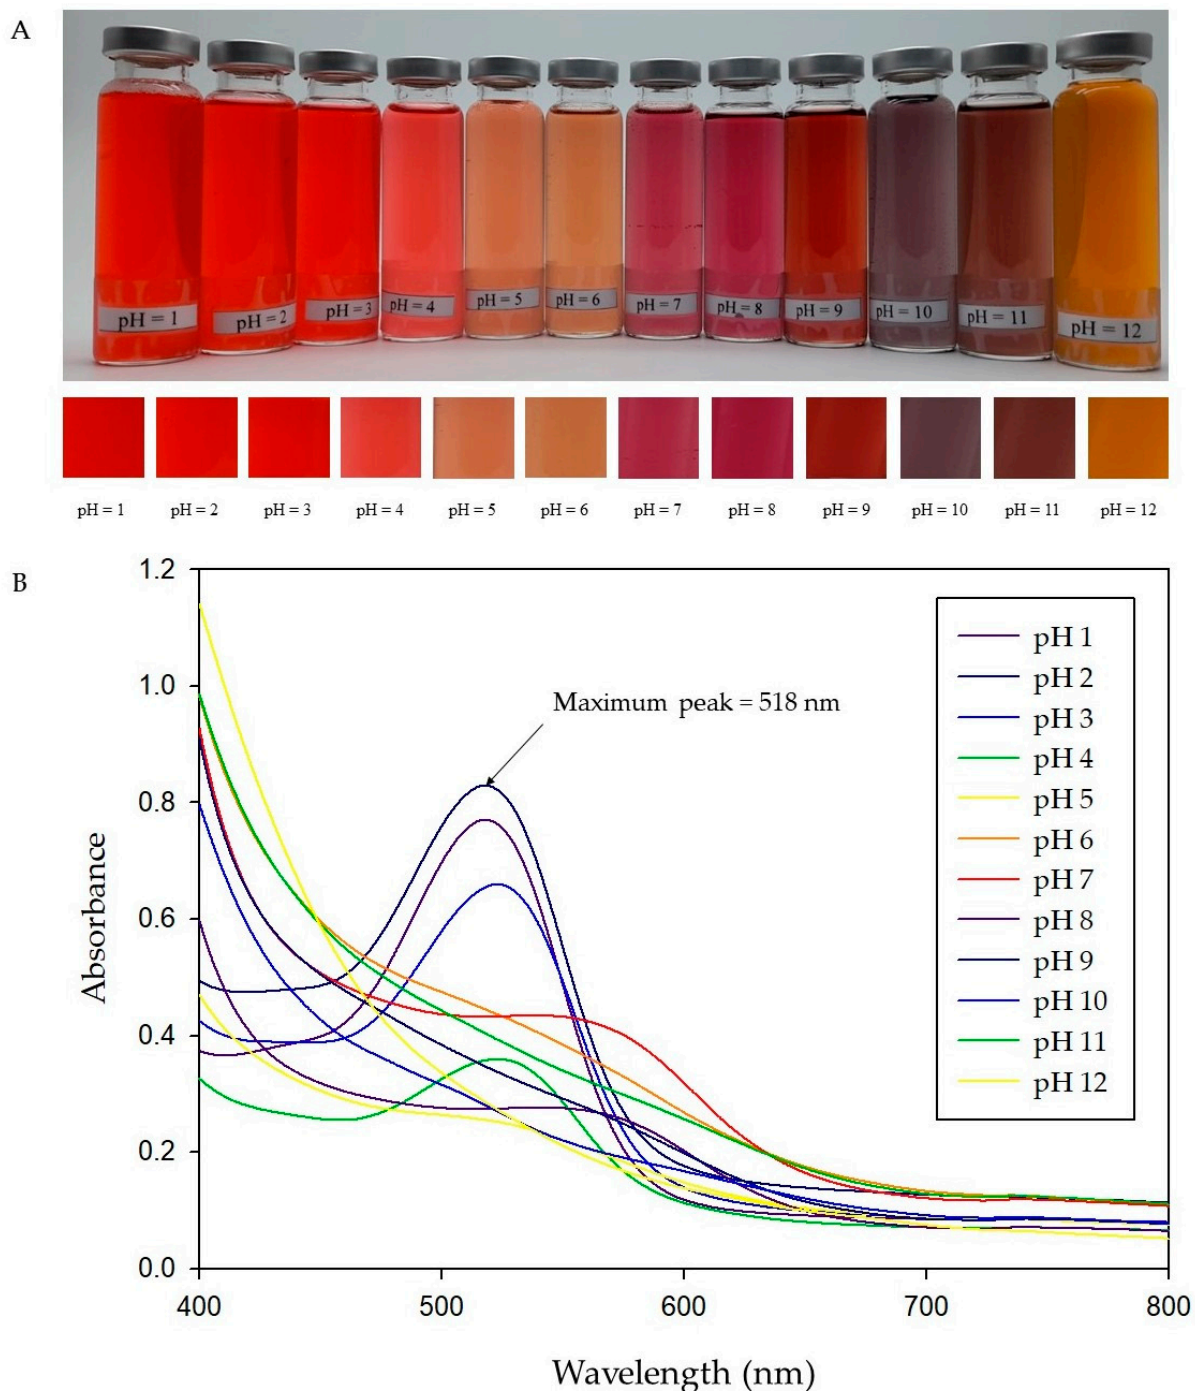 A
pH = 1
pH = 2
pH = 3
pH = 4
pH = 5
pH = 6
pH = 7
pH = 8
pH = 9
pH = 10
pH = 11
pH = 12
pH = 1 pH = 2 pH = 3 pH = 4 pH = 5 pH = 6 pH = 7 pH = 8 pH = 9 pH = 10 pH = 11 pH = 12
B
1.2
1.0
0.8
0.6
0.4
0.2
0.0
Absorbance
Maximum peak = 518 nm
pH 1
pH 2
pH 3
pH 4
pH 5
pH 6
pH 7
pH 8
pH 9
pH 10
pH 11
pH 12
400 500 600 700 800
Wavelength (nm)